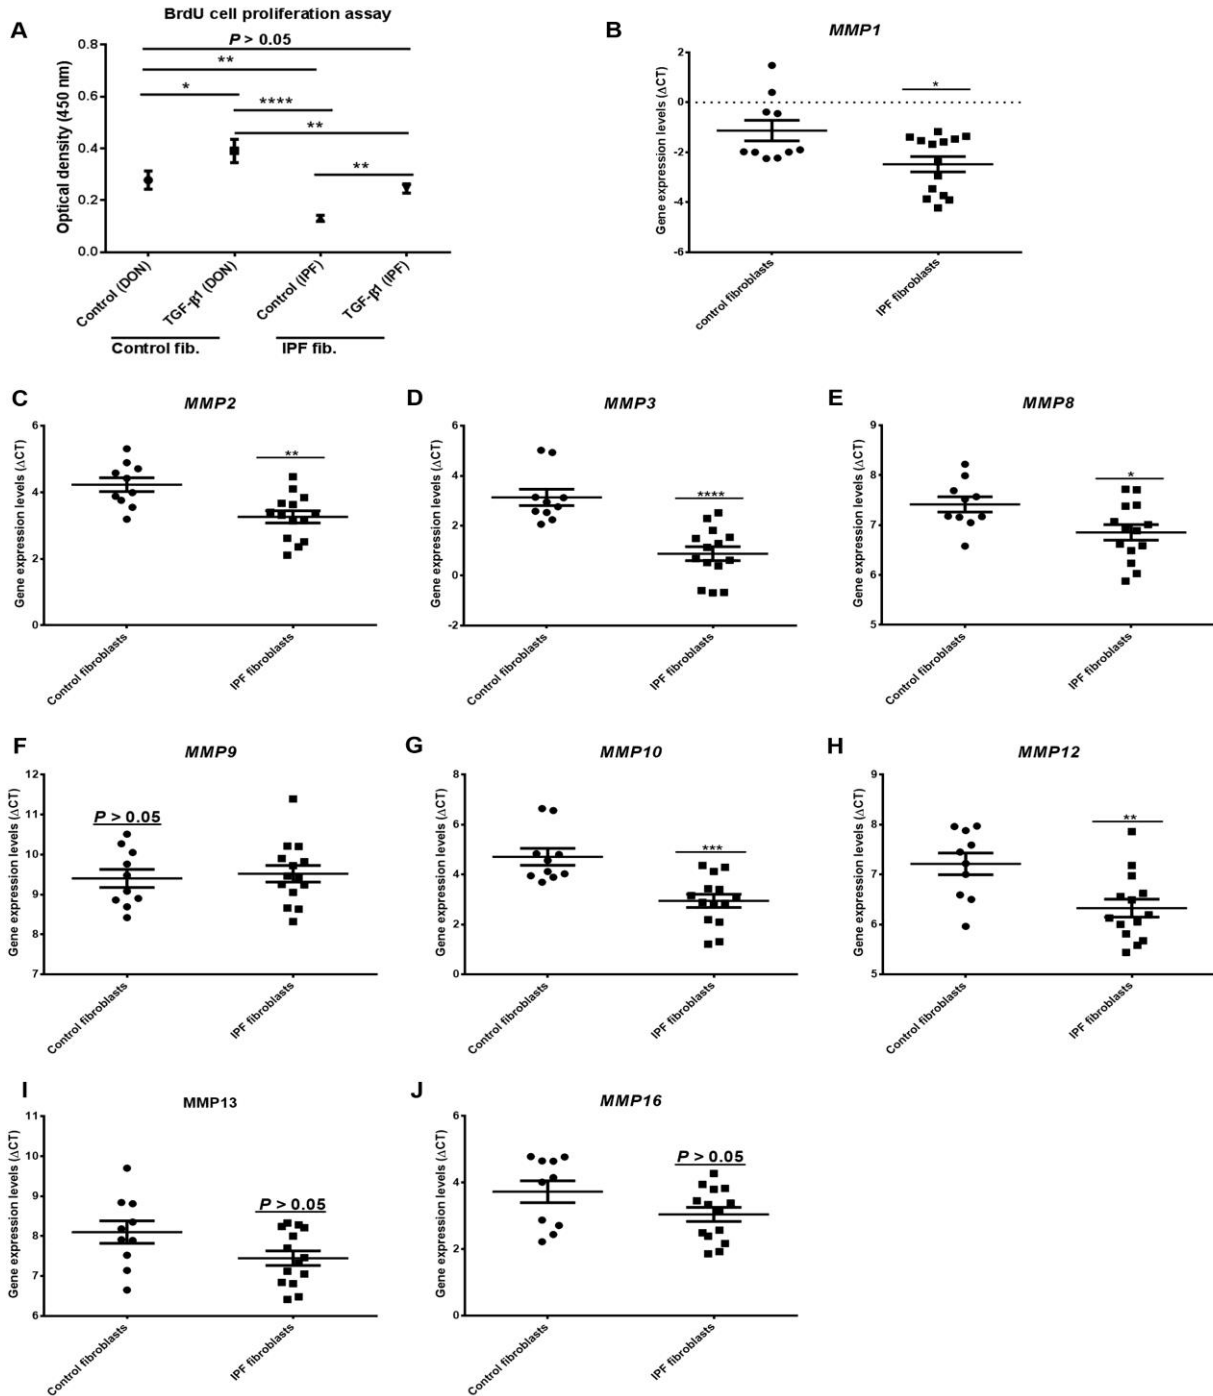 BrdU cell proliferation assay
A
P > 0.05
**
*
****
**
**
Optical density (450 nm)
0.8
0.6
0.4
0.2
0.0
Control (DON)
TGF-β1 (DON)
Control (IPF)
TGF-β1 (IPF)
Control fib.
IPF fib.
B
MMP1
Gene expression levels (ΔCT)
2
0
-2
-4
-6
*
control fibroblasts
IPF fibroblasts
C
MMP2
Gene expression levels (ΔCT)
6
4
2
0
**
Control fibroblasts
IPF fibroblasts
D
MMP3
Gene expression levels (ΔCT)
6
4
2
0
-2
****
Control fibroblasts
IPF fibroblasts
E
MMP8
Gene expression levels (ΔCT)
9
8
7
6
5
*
Control fibroblasts
IPF fibroblasts
F
MMP9
Gene expression levels (ΔCT)
12
11
10
9
8
7
P > 0.05
Control fibroblasts
IPF fibroblasts
G
MMP10
Gene expression levels (ΔCT)
8
6
4
2
0
***
Control fibroblasts
IPF fibroblasts
H
MMP12
Gene expression levels (ΔCT)
9
8
7
6
5
**
Control fibroblasts
IPF fibroblasts
I
MMP13
Gene expression levels (ΔCT)
11
10
9
8
7
6
P > 0.05
Control fibroblasts
IPF fibroblasts
J
MMP16
Gene expression levels (ΔCT)
6
4
2
0
P > 0.05
Control fibroblasts
IPF fibroblasts